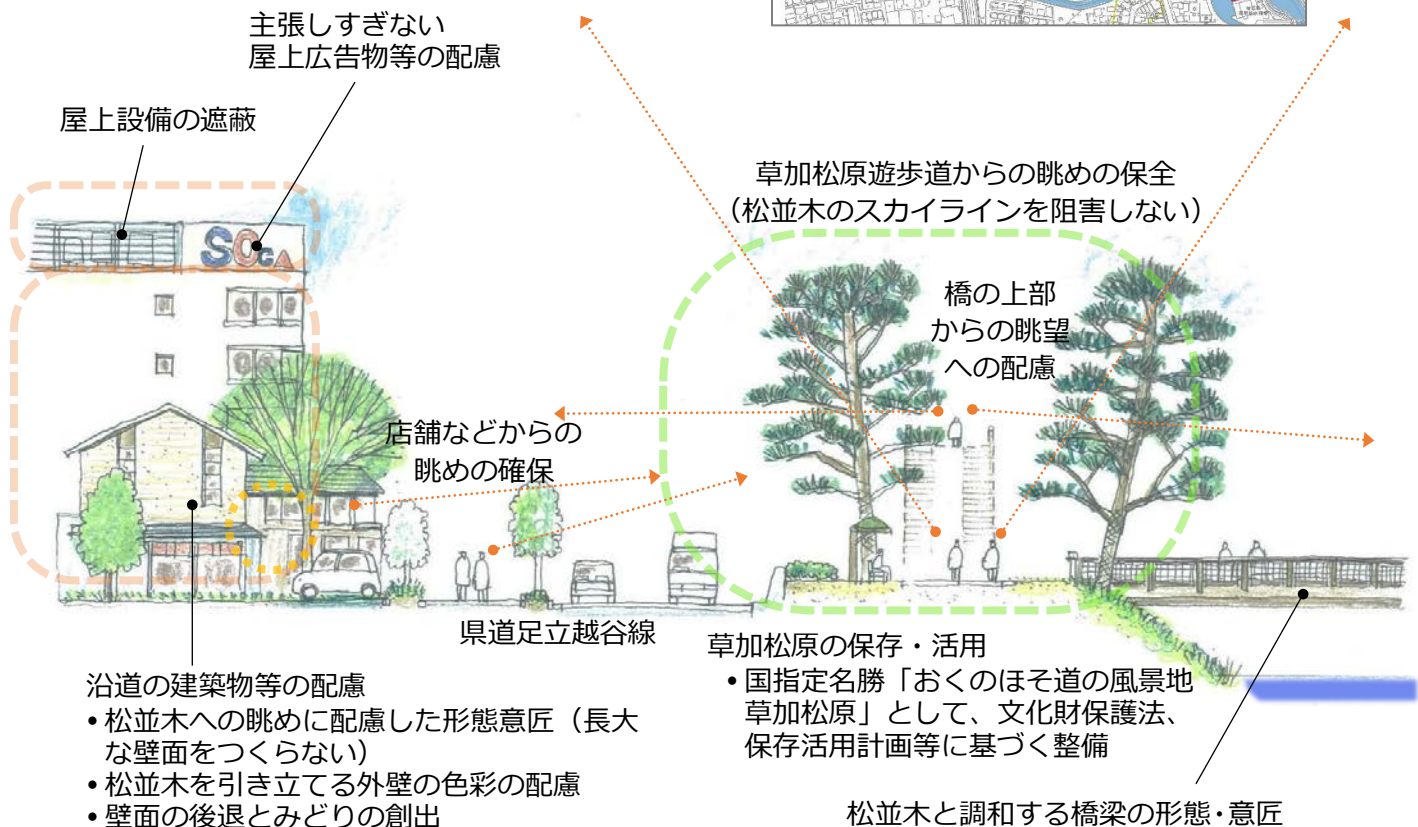 主張しすぎない
屋上広告物等の配慮
屋上設備の遮蔽
SOCA
草加松原遊歩道からの眺めの保全
（松並木のスカイラインを阻害しない）
橋の上部
からの眺望
への配慮
店舗などからの
眺めの確保
県道足立越谷線
沿道の建築物等の配慮
• 松並木への眺めに配慮した形態意匠（長大
な壁面をつくらない）
• 松並木を引き立てる外壁の色彩の配慮
• 壁面の後退とみどりの創出
草加松原の保存・活用
• 国指定名勝「おくのほそ道の風景地
草加松原」として、文化財保護法、
保存活用計画等に基づく整備
松並木と調和する橋梁の形態・意匠